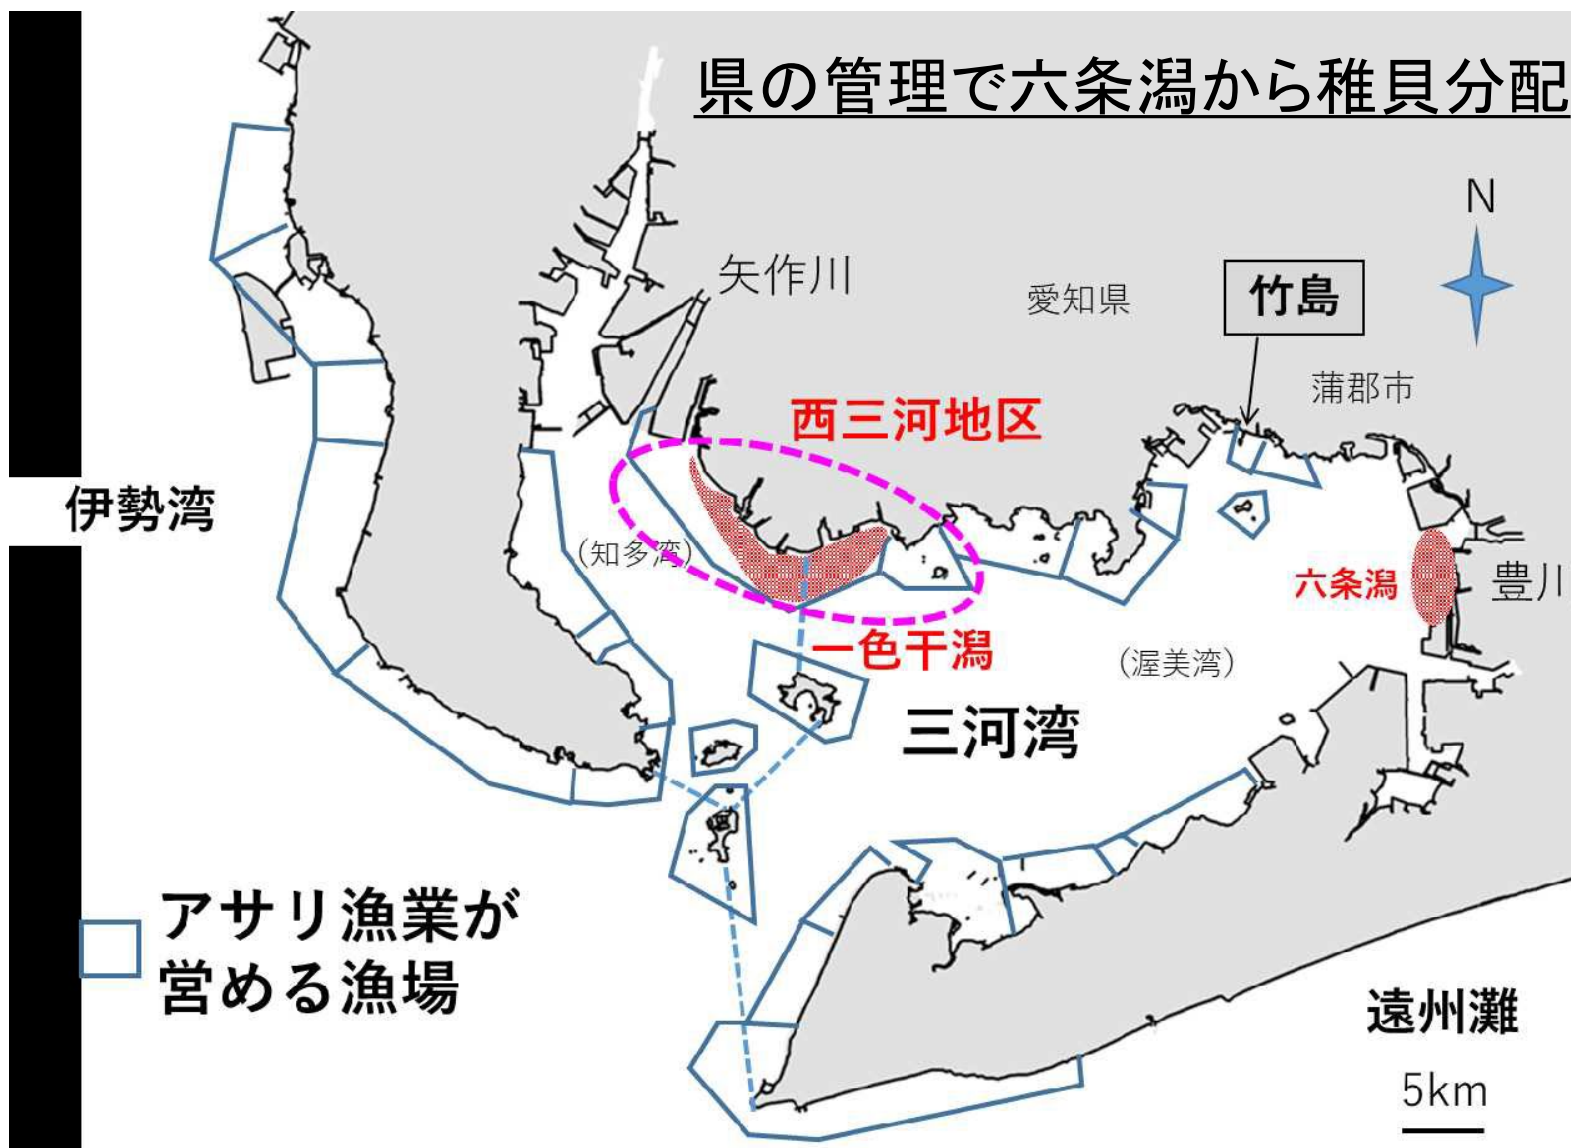 県の管理で六条潟から稚貝分配
N
矢作川
愛知県
竹島
蒲郡市
西三河地区
伊勢湾
(知多湾)
六条潟
豊川
一色干潟
(渥美湾)
三河湾
アサリ漁業が
営める漁場
遠州灘
5km